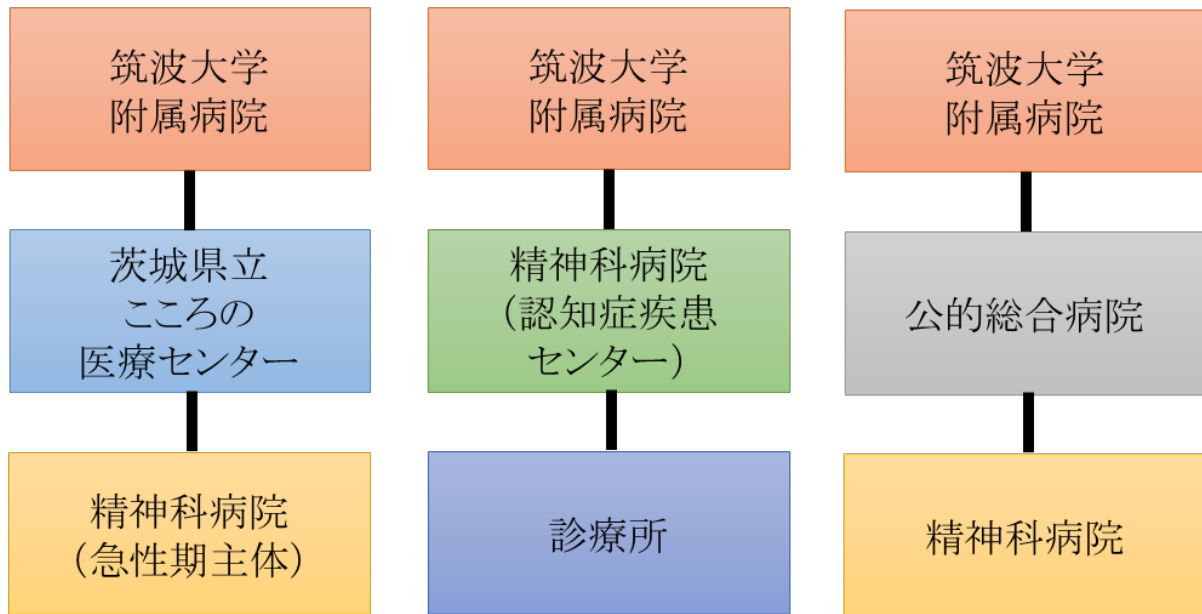 筑波大学
附属病院
筑波大学
附属病院
筑波大学
附属病院
茨城県立
こころの
医療センター
精神科病院
（認知症疾患
センター）
公的総合病院
精神科病院
（急性期主体）
診療所
精神科病院